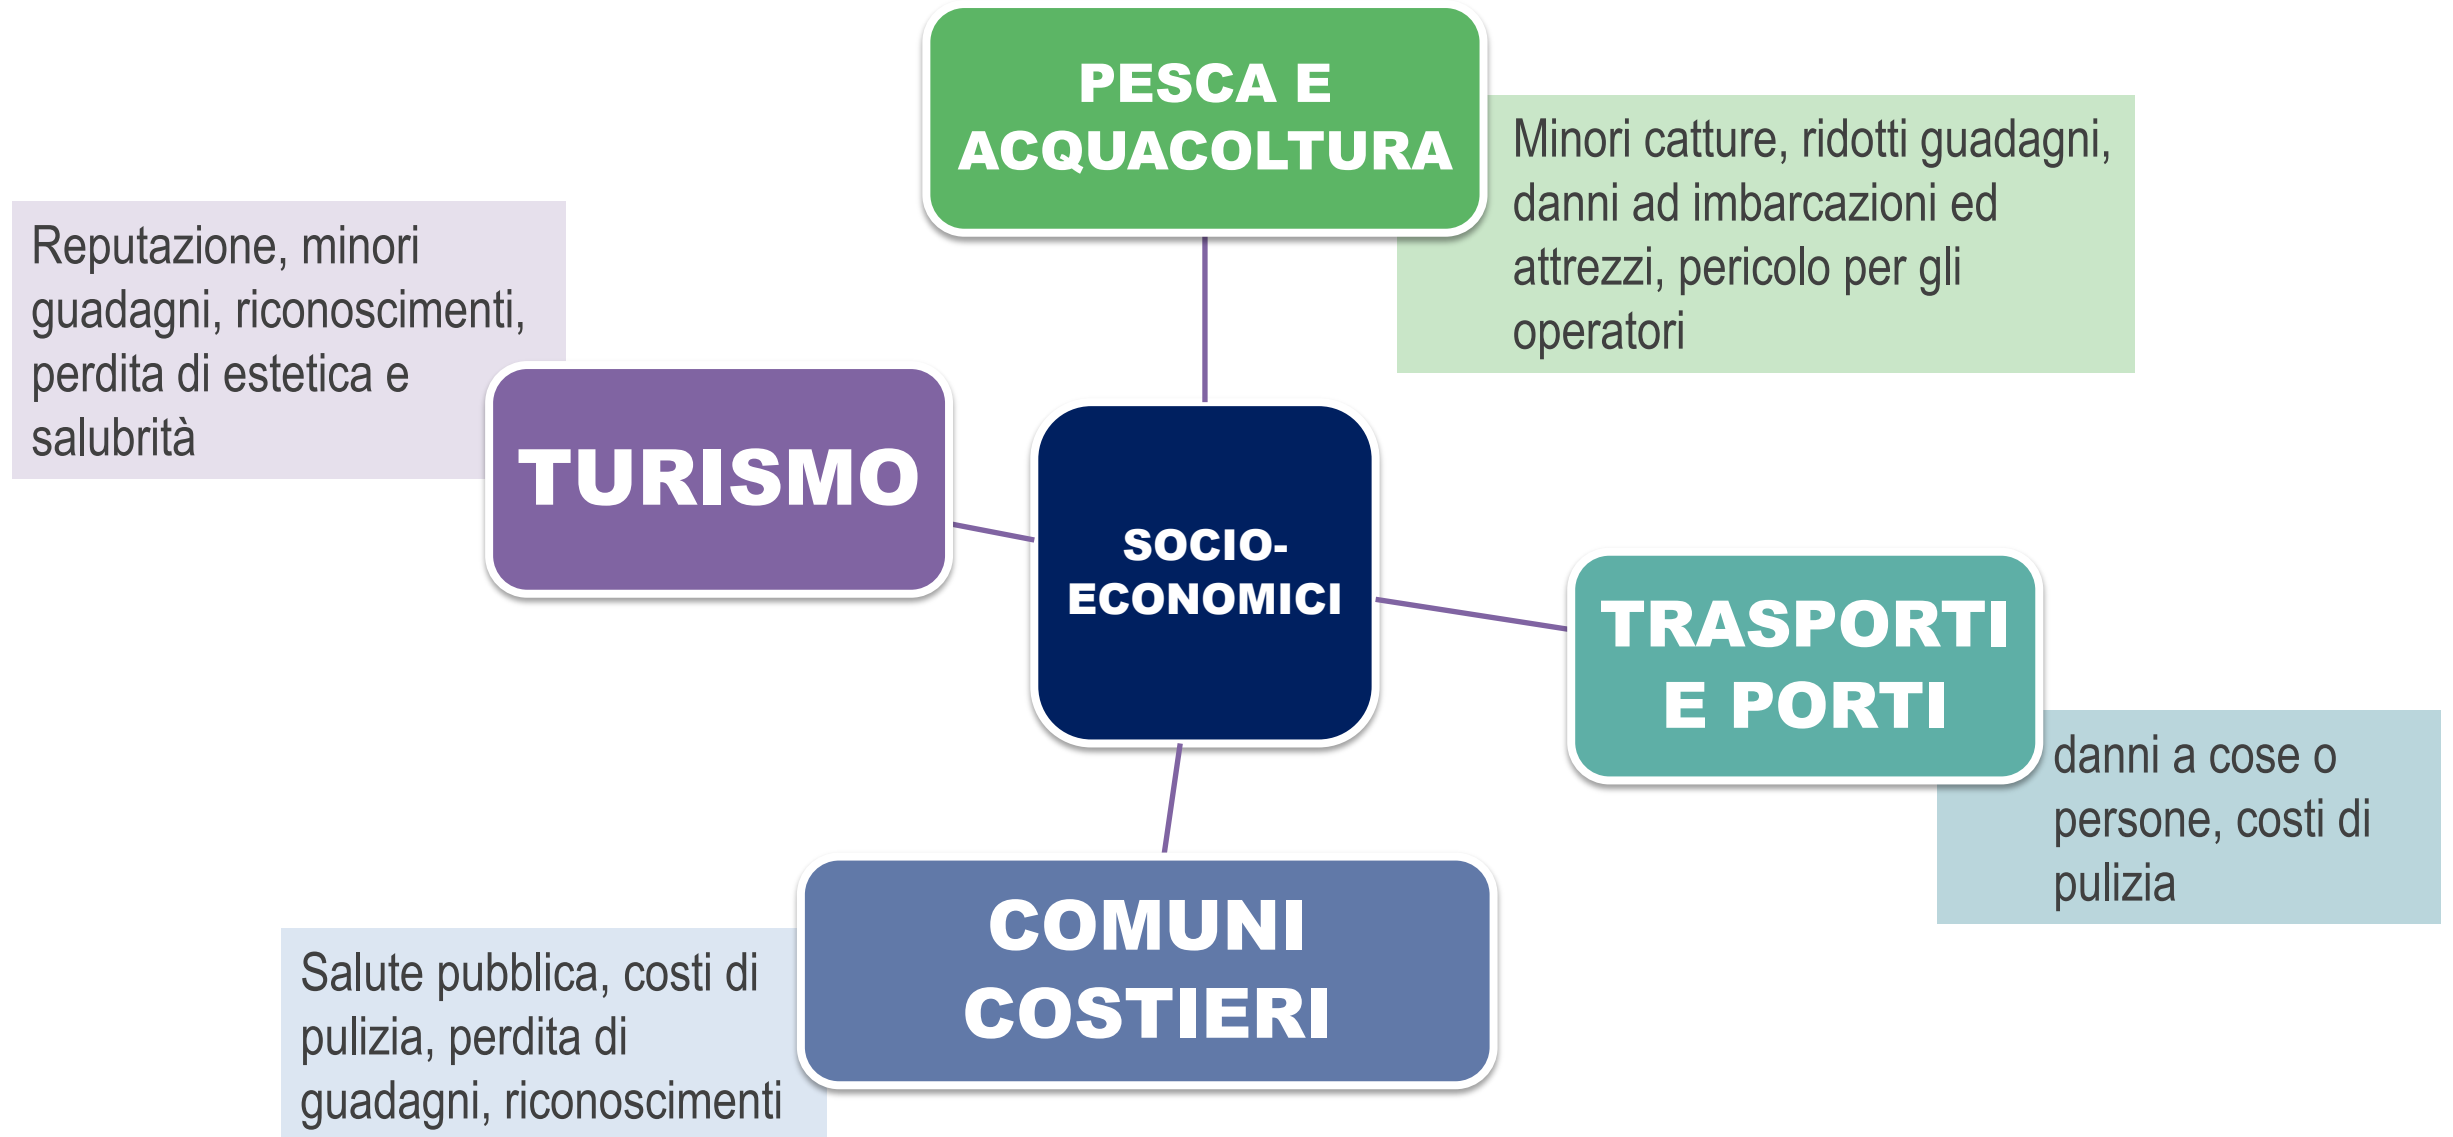 PESCA E
ACQUACOLTURA
Minori catture, ridotti guadagni,
danni ad imbarcazioni ed
attrezzi, pericolo per gli
operatori
Reputazione, minori
guadagni, riconoscimenti,
perdita di estetica e
salubrità
TURISMO
SOCIO-
ECONOMICI
TRASPORTI
E PORTI
danni a cose o
persone, costi di
pulizia
COMUNI
COSTIERI
Salute pubblica, costi di
pulizia, perdita di
guadagni, riconoscimenti